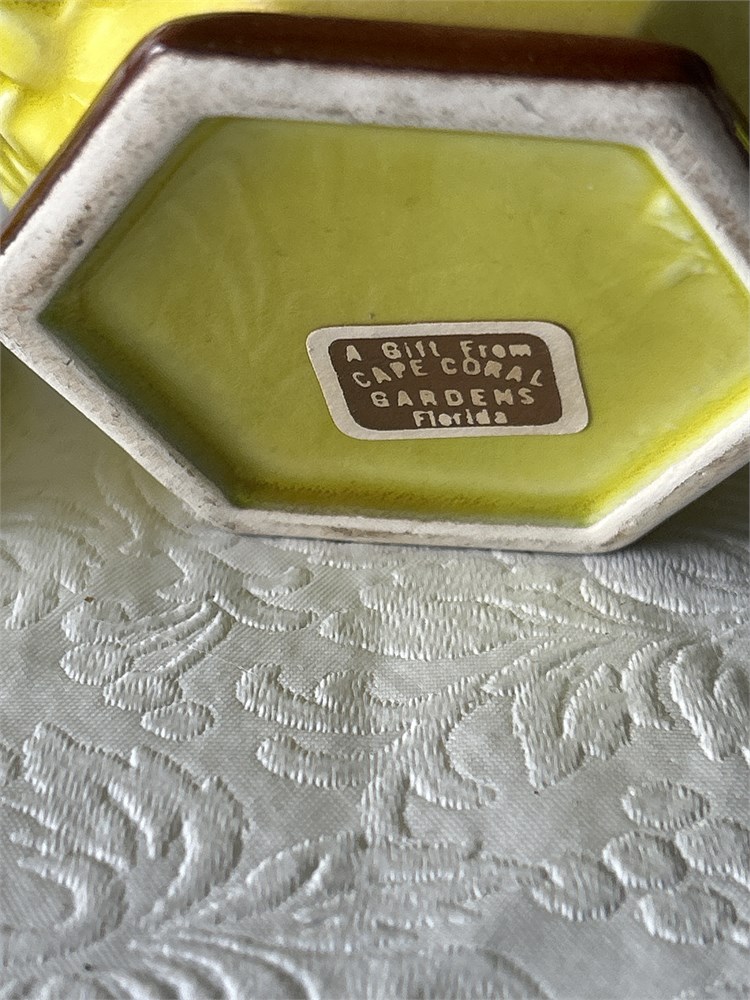 A Gift From
CAPE CORAL
GARDENS
Florida